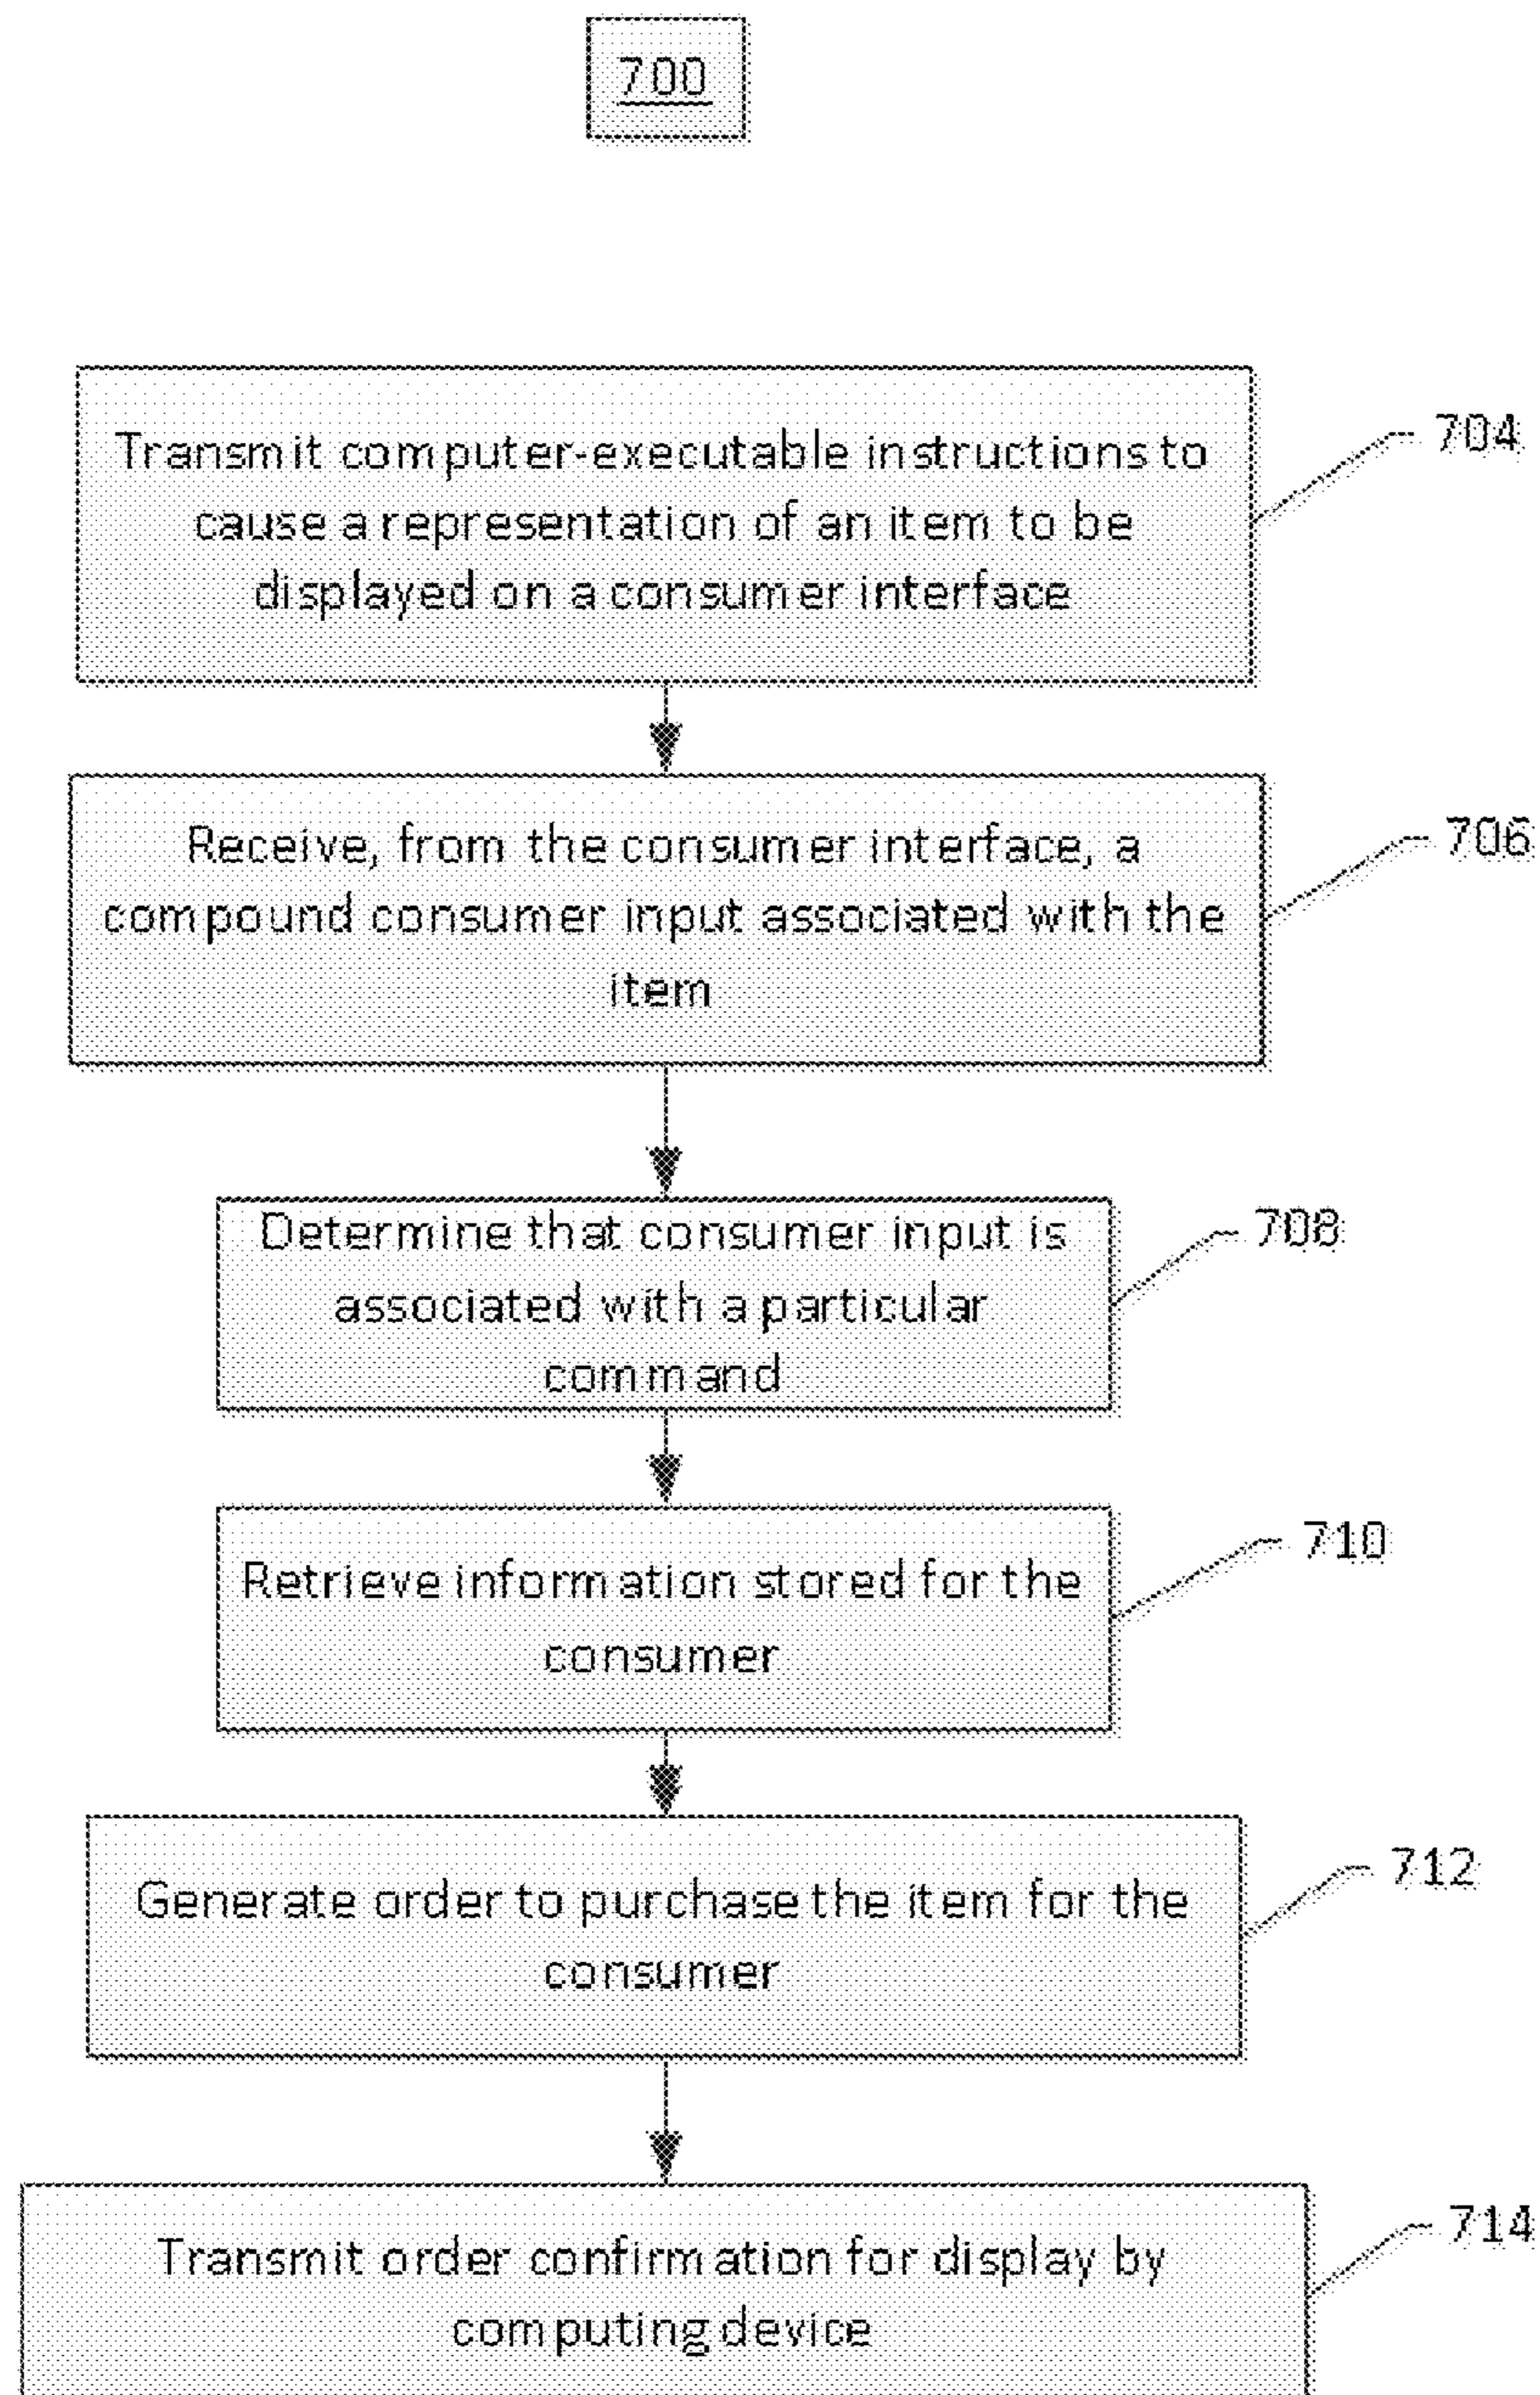 700
Transmit computer-executable instructions to
cause a representation of an item to be
displayed on a consumer interface
704
Receive, from the consumer interface, a
compound consumer input associated with the
item
706
Determine that consumer input is
associated with a particular
command
708
Retrieve information stored for the
consumer
710
Generate order to purchase the item for the
consumer
712
Transmit order confirmation for display by
computing device
714